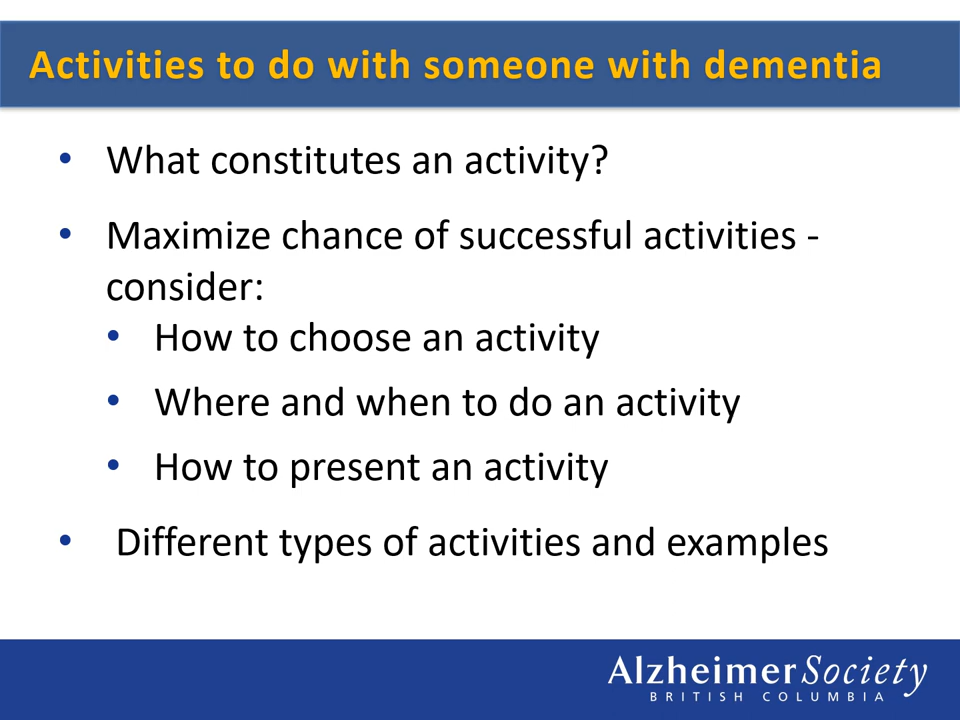 Activities to do with someone with dementia
• What constitutes an activity?
• Maximize chance of successful activities -
consider:
• How to choose an activity
• Where and when to do an activity
• How to present an activity
• Different types of activities and examples
Alzheimer Society
BRITISH COLUMBIA